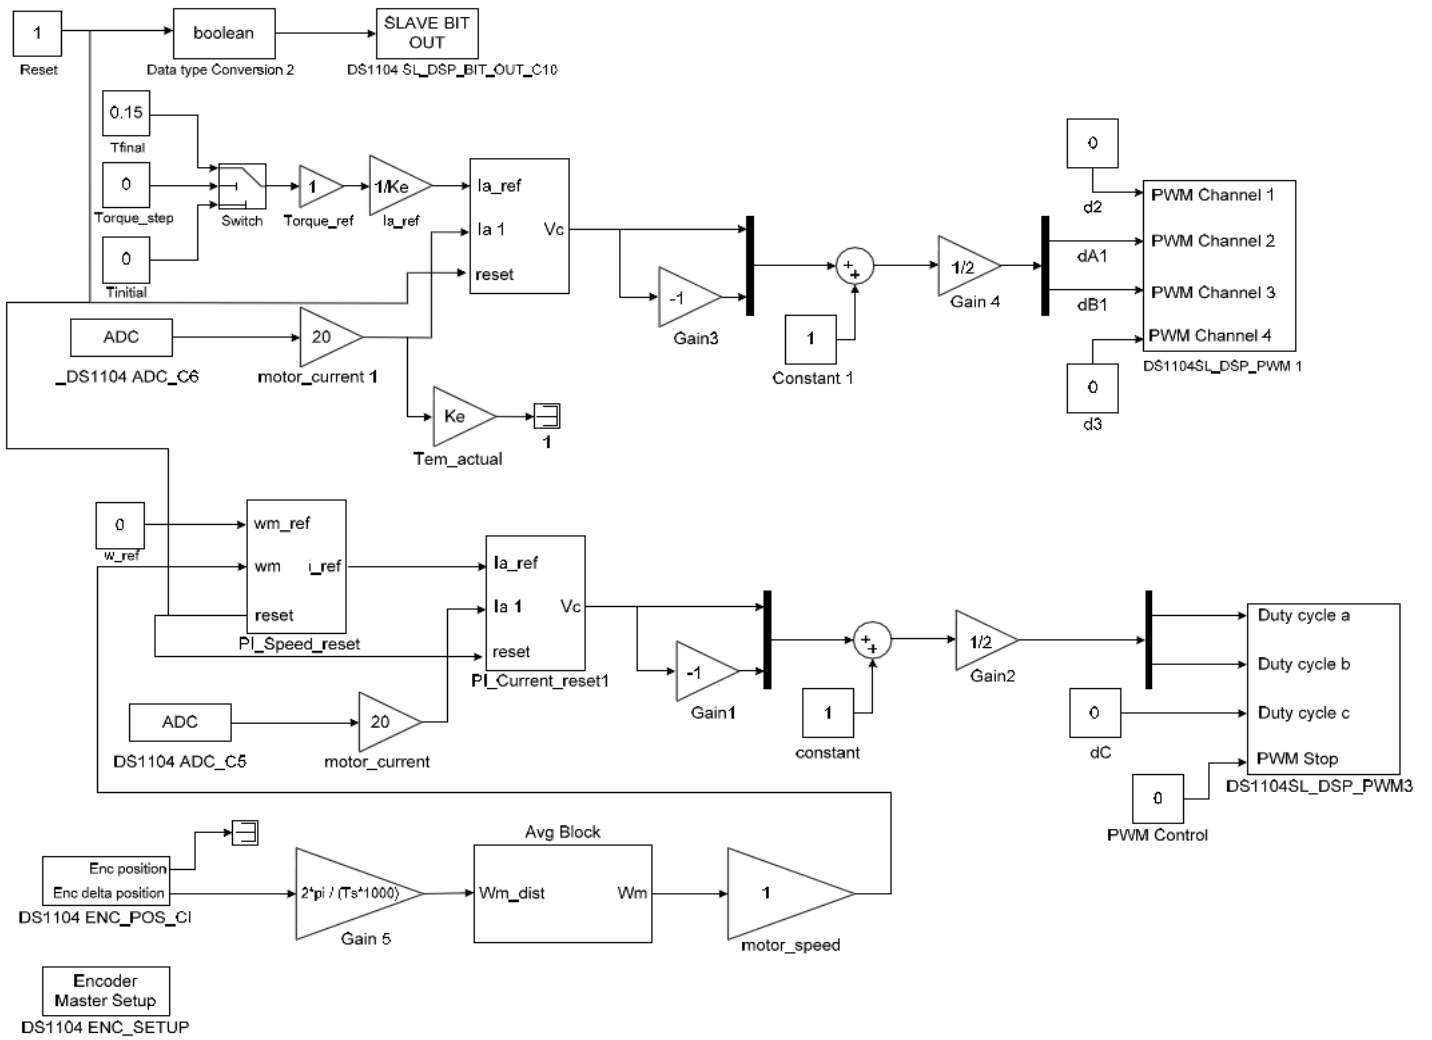 1
Reset
boolean
Data type Conversion 2
SLAVE BIT
OUT
DS1104 SL_DSP_BIT_OUT_C10
0.15
Tfinal
0
Torque_step
0
Tinitial
Switch
1
Torque_ref
1/Ke
Ia_ref
Ia_ref
Ia 1
reset
Vc
-1
Gain3
1
Constant 1
1/2
Gain 4
0
d2
dA1
dB1
0
d3
PWM Channel 1
PWM Channel 2
PWM Channel 3
PWM Channel 4
DS1104SL_DSP_PWM 1
ADC
_DS1104 ADC_C6
20
motor_current 1
Ke
Tem_actual
1
0
w_ref
wm_ref
wm
i_ref
reset
PI_Speed_reset
Ia_ref
Ia 1
Vc
reset
PI_Current_reset1
-1
Gain1
1
constant
1/2
Gain2
0
dC
0
PWM Control
Duty cycle a
Duty cycle b
Duty cycle c
PWM Stop
DS1104SL_DSP_PWM3
ADC
DS1104 ADC_C5
20
motor_current
Enc position
Enc delta position
DS1104 ENC_POS_CI
2*pi / (Ts*1000)
Gain 5
Avg Block
Wm_dist
Wm
1
motor_speed
Encoder
Master Setup
DS1104 ENC_SETUP